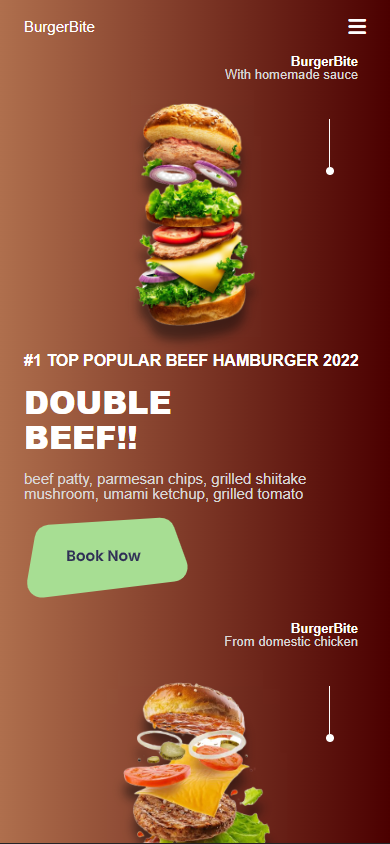 BurgerBite
BurgerBite
With homemade sauce
#1 TOP POPULAR BEEF HAMBURGER 2022
DOUBLE
BEEF!!
beef patty, parmesan chips, grilled shiitake
mushroom, umami ketchup, grilled tomato
Book Now
BurgerBite
From domestic chicken